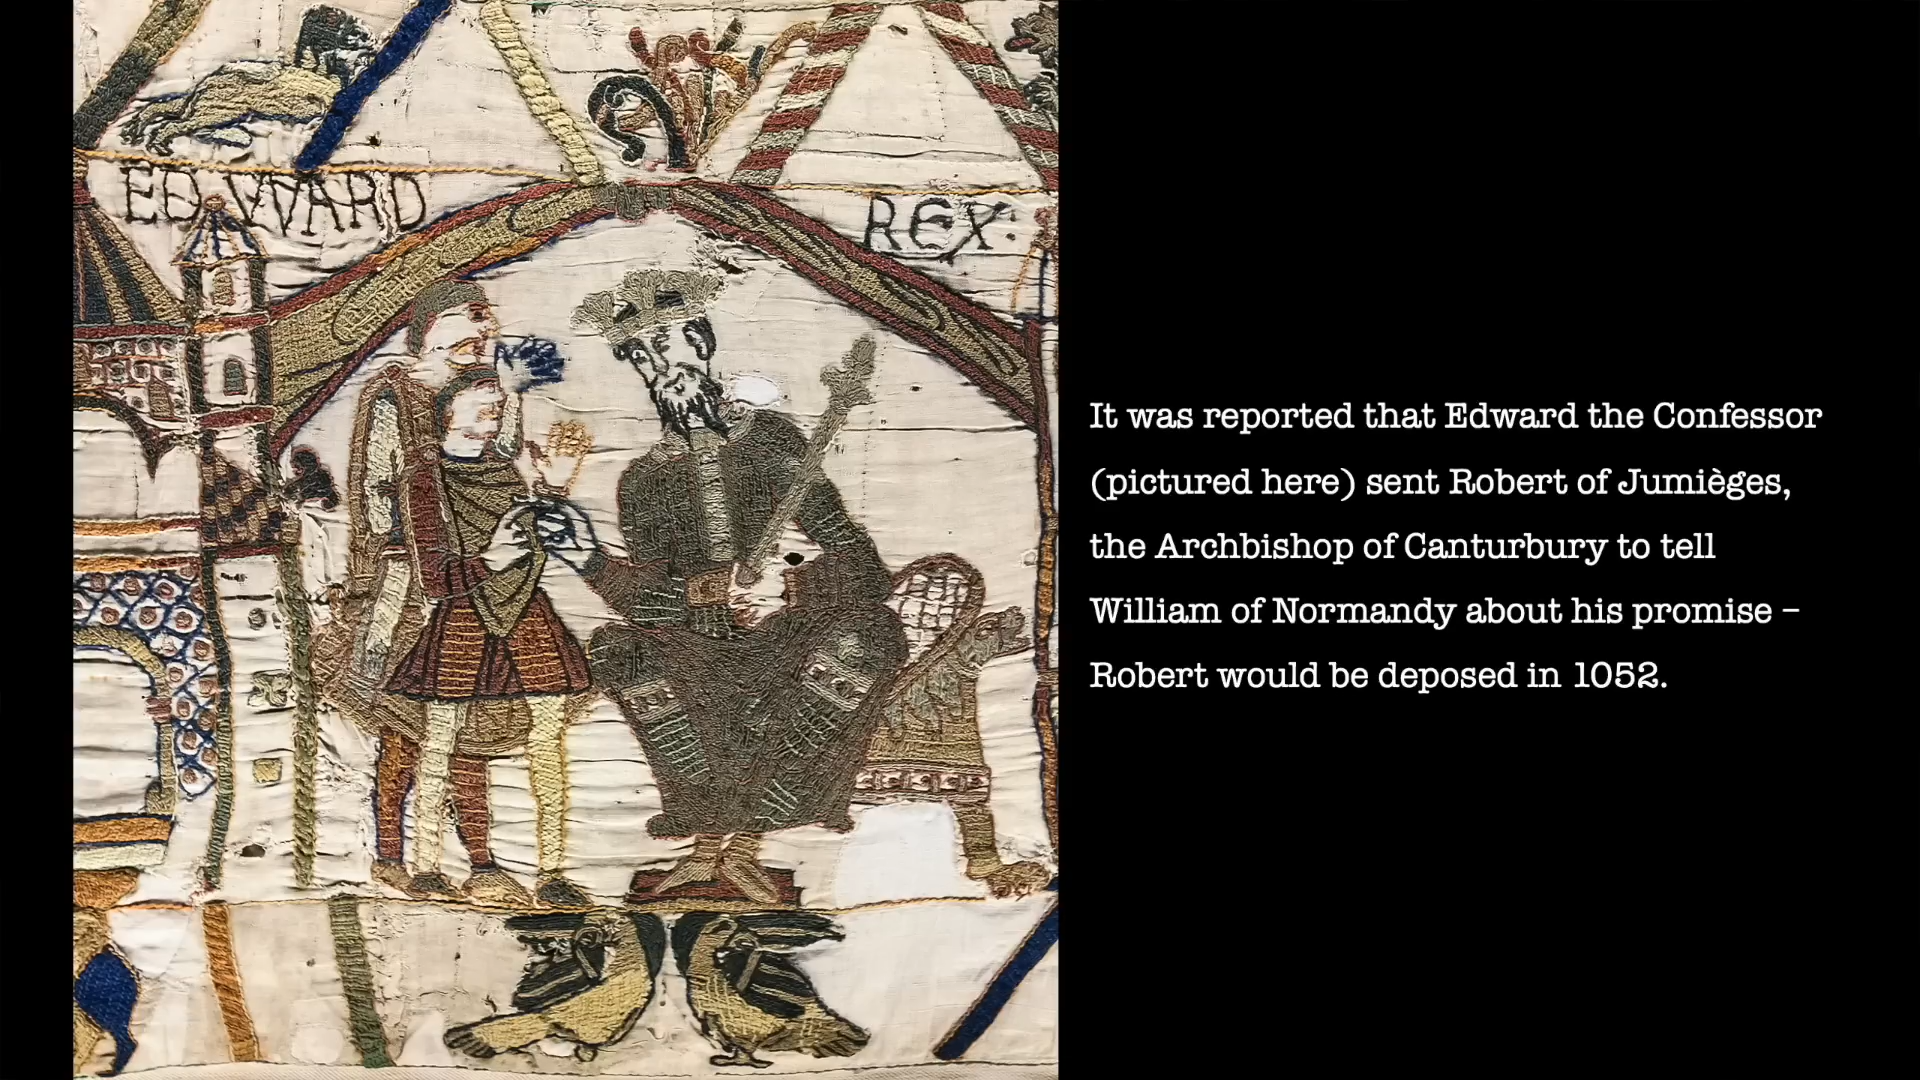 EDVVARD REX:
It was reported that Edward the Confessor
(pictured here) sent Robert of Jumièges,
the Archbishop of Canturbury to tell
William of Normandy about his promise –
Robert would be deposed in 1052.